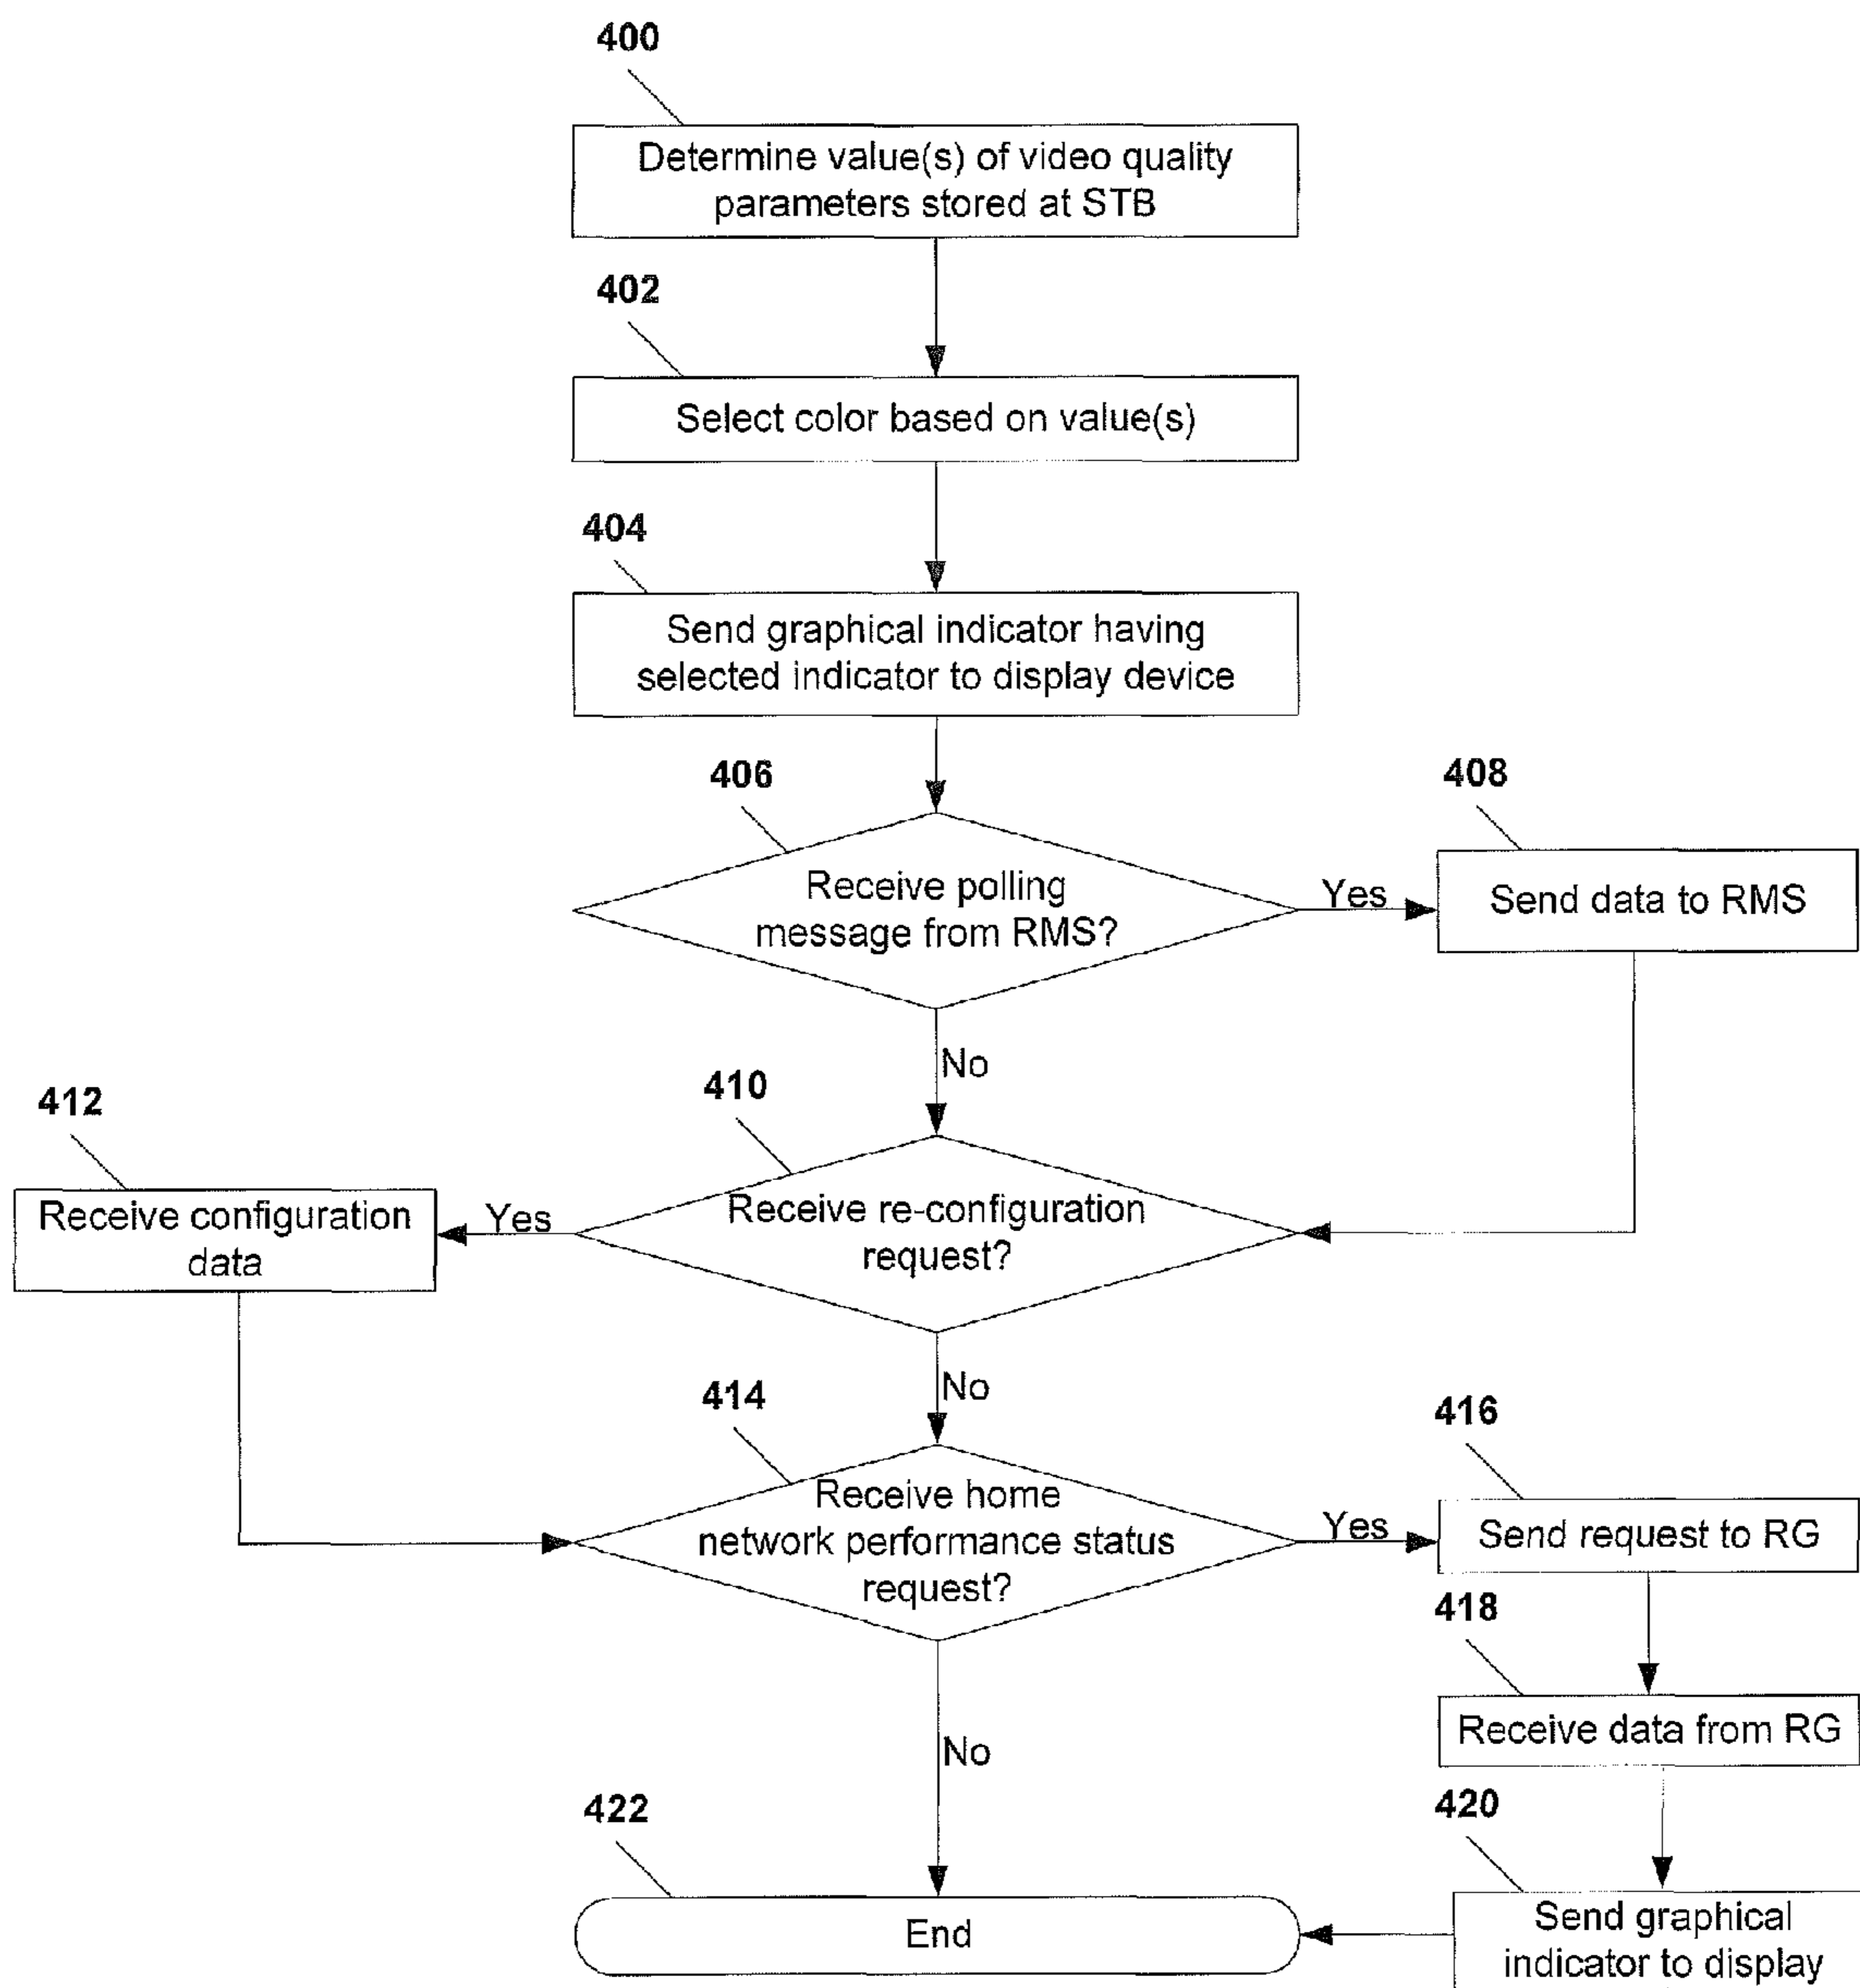 400
Determine value(s) of video quality
parameters stored at STB
402
Select color based on value(s)
404
Send graphical indicator having
selected indicator to display device
406
Receive polling
message from RMS?
Yes
408
Send data to RMS
No
410
Receive re-configuration
request?
Yes
412
Receive configuration
data
No
414
Receive home
network performance status
request?
Yes
416
Send request to RG
418
Receive data from RG
420
Send graphical
indicator to display
No
422
End